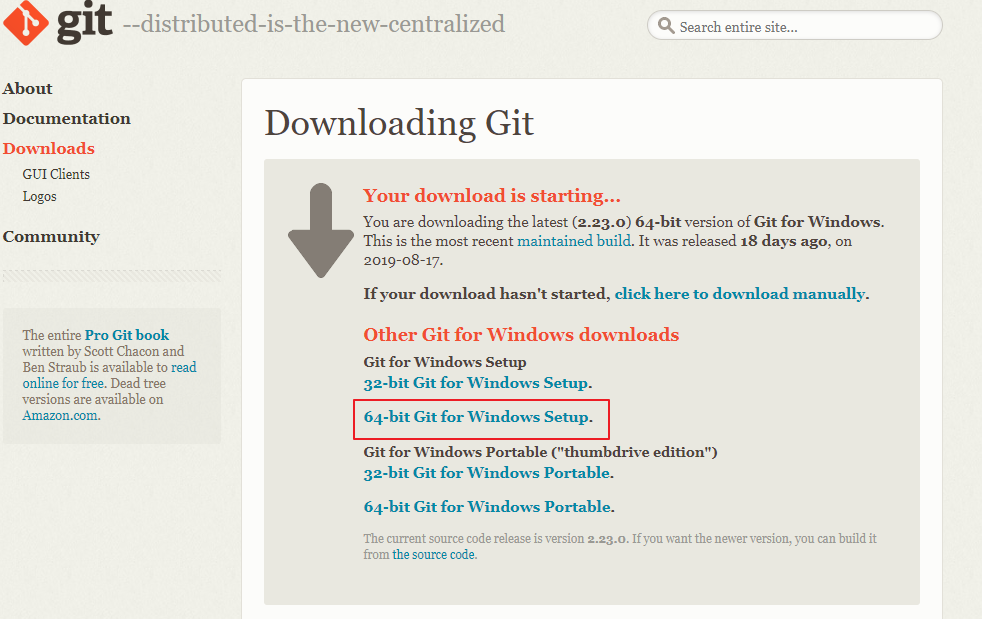 git --distributed-is-the-new-centralized
Search entire site...
About
Documentation
Downloads
GUI Clients
Logos
Community
The entire Pro Git book
written by Scott Chacon and
Ben Straub is available to read
online for free. Dead tree
versions are available on
Amazon.com.
Downloading Git
Your download is starting...
You are downloading the latest (2.23.0) 64-bit version of Git for Windows.
This is the most recent maintained build. It was released 18 days ago, on
2019-08-17.
If your download hasn't started, click here to download manually.
Other Git for Windows downloads
Git for Windows Setup
32-bit Git for Windows Setup.
64-bit Git for Windows Setup.
Git for Windows Portable ("thumbdrive edition")
32-bit Git for Windows Portable.
64-bit Git for Windows Portable.
The current source code release is version 2.23.0. If you want the newer version, you can build it
from the source code.